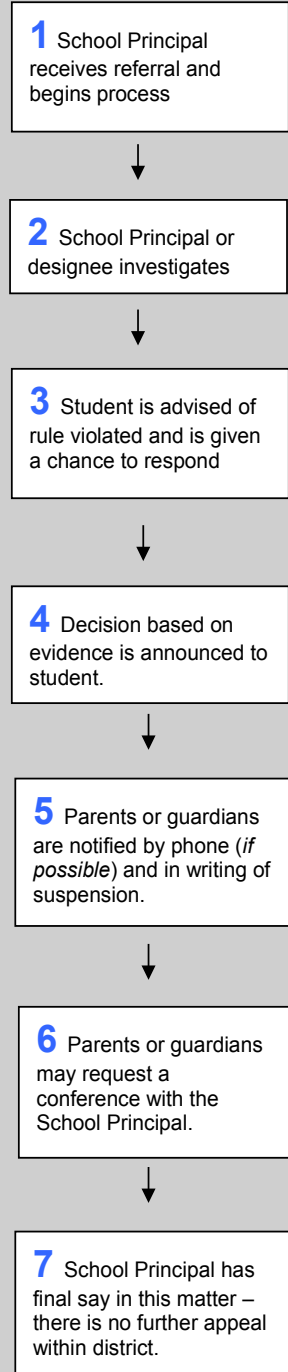 1 School Principal
receives referral and
begins process
2 School Principal or
designee investigates
3 Student is advised of
rule violated and is given
a chance to respond
4 Decision based on
evidence is announced to
student.
5 Parents or guardians
are notified by phone (if
possible) and in writing of
suspension.
6 Parents or guardians
may request a
conference with the
School Principal.
7 School Principal has
final say in this matter –
there is no further appeal
within district.